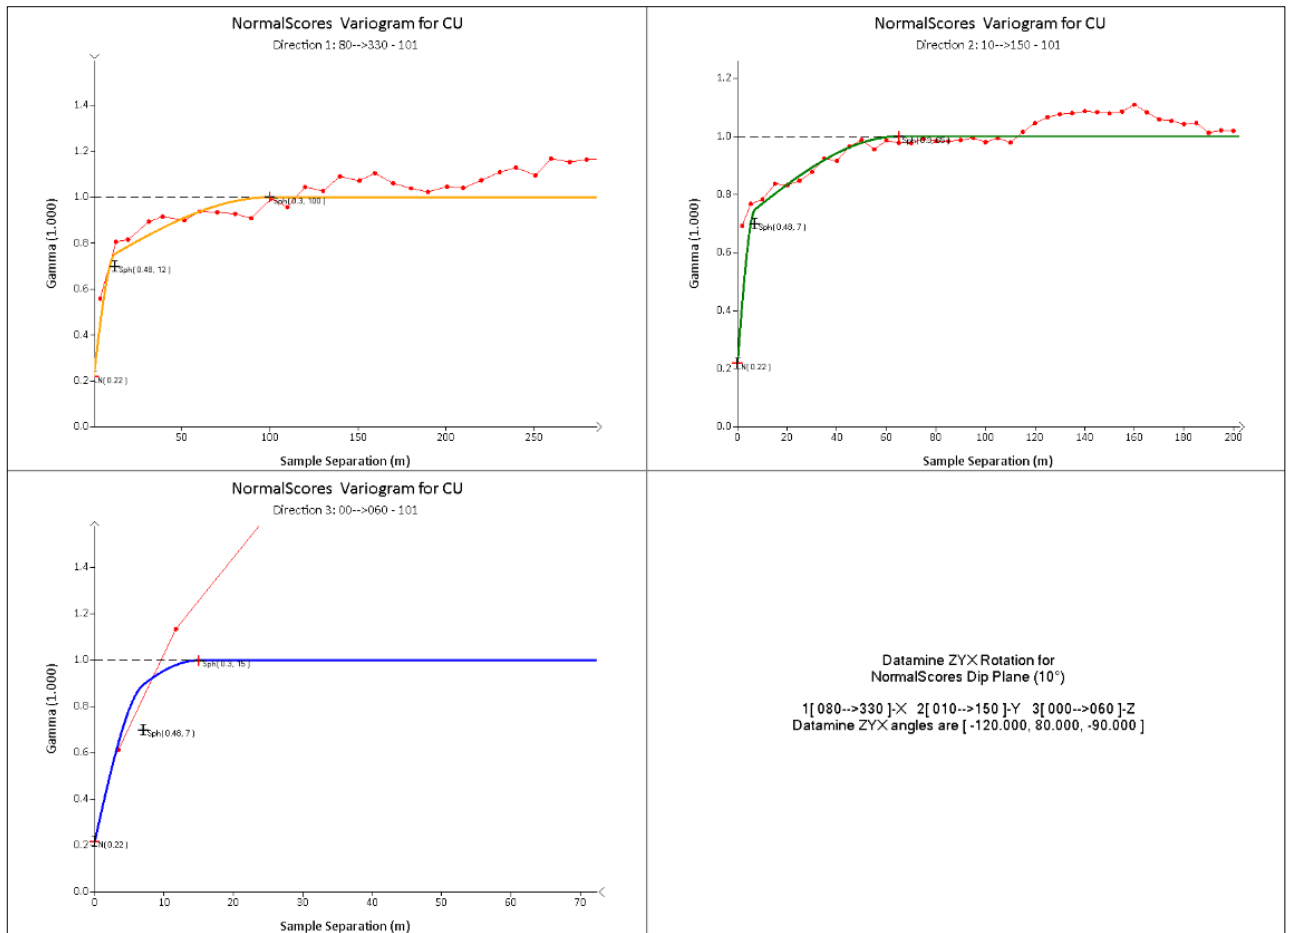 NormalScores Variogram for CU
Direction 1: 80-->330 - 101
Gamma (1.000)
1.4
1.2
1.0
0.8
0.6
0.4
0.2
0.0
Sph(0.3, 100 )
Sph( 0.48, 12 )
N( 0.22 )
50
100
150
200
250
Sample Separation (m)
NormalScores Variogram for CU
Direction 2: 10-->150 - 101
Gamma (1.000)
1.2
1.0
0.8
0.6
0.4
0.2
0.0
Sph( 0.48, 7 )
N( 0.22 )
0
20
40
60
80
100
120
140
160
180
200
Sample Separation (m)
NormalScores Variogram for CU
Direction 3: 00-->060 - 101
Gamma (1.000)
1.4
1.2
1.0
0.8
0.6
0.4
0.2
0.0
Sph( 0.3, 15 )
Sph( 0.48, 7 )
N( 0.22 )
0
10
20
30
40
50
60
70
Sample Separation (m)
Datamine ZYX Rotation for
NormalScores Dip Plane (10°)
1[ 080-->330 ]-X 2[ 010-->150 ]-Y 3[ 000-->060 ]-Z
Datamine ZYX angles are [ -120.000, 80.000, -90.000 ]